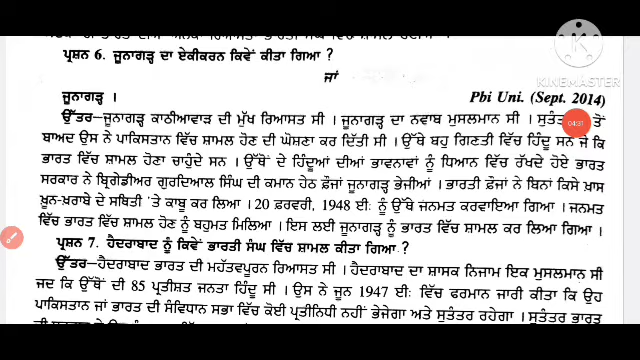 ਪ੍ਰਸ਼ਨ 6. ਜੂਨਾਗੜ੍ਹ ਦਾ ਏਕੀਕਰਨ ਕਿਵੇਂ ਕੀਤਾ ਗਿਆ ?
ਜਾਂ
KINEMASTER
ਜੂਨਾਗੜ੍ਹ । Pbi Uni. (Sept. 2014)
ਉੱਤਰ—ਜੂਨਾਗੜ੍ਹ ਕਾਠੀਆਵਾੜ ਦੀ ਮੁੱਖ ਰਿਆਸਤ ਸੀ । ਜੂਨਾਗੜ੍ਹ ਦਾ ਨਵਾਬ ਮੁਸਲਮਾਨ ਸੀ । ਤੋਂ
04:31
ਬਾਅਦ ਉਸ ਨੇ ਪਾਕਿਸਤਾਨ ਵਿੱਚ ਸ਼ਾਮਲ ਹੋਣ ਦੀ ਘੋਸ਼ਣਾ ਕਰ ਦਿੱਤੀ ਸੀ । ਉੱਥੇ ਬਹੁ ਗਿਣਤੀ ਵਿੱਚ ਹਿੰਦੂ ਸਨ ਜੋ ਕਿ
ਭਾਰਤ ਵਿੱਚ ਸ਼ਾਮਲ ਹੋਣਾ ਚਾਹੁੰਦੇ ਸਨ । ਉੱਥੋਂ ਦੇ ਹਿੰਦੂਆਂ ਦੀਆਂ ਭਾਵਨਾਵਾਂ ਨੂੰ ਧਿਆਨ ਵਿੱਚ ਰੱਖਦੇ ਹੋਏ ਭਾਰਤ
ਸਰਕਾਰ ਨੇ ਬ੍ਰਿਗੇਡੀਅਰ ਗੁਰਦਿਆਲ ਸਿੰਘ ਦੀ ਕਮਾਨ ਹੇਠ ਫ਼ੌਜਾਂ ਜੂਨਾਗੜ੍ਹ ਭੇਜੀਆਂ । ਭਾਰਤੀ ਫ਼ੌਜਾਂ ਨੇ ਬਿਨਾਂ ਕਿਸੇ ਖ਼ਾਸ
ਖ਼ੂਨ-ਖ਼ਰਾਬੇ ਦੇ ਸਥਿਤੀ 'ਤੇ ਕਾਬੂ ਕਰ ਲਿਆ । 20 ਫ਼ਰਵਰੀ, 1948 ਈਃ ਨੂੰ ਉੱਥੇ ਜਨਮਤ ਕਰਵਾਇਆ ਗਿਆ । ਜਨਮਤ
ਵਿੱਚ ਭਾਰਤ ਵਿੱਚ ਸ਼ਾਮਲ ਹੋਣ ਨੂੰ ਬਹੁਮਤ ਮਿਲਿਆ । ਇਸ ਲਈ ਜੂਨਾਗੜ੍ਹ ਨੂੰ ਭਾਰਤ ਵਿੱਚ ਸ਼ਾਮਲ ਕਰ ਲਿਆ ਗਿਆ ।
ਪ੍ਰਸ਼ਨ 7. ਹੈਦਰਾਬਾਦ ਨੂੰ ਕਿਵੇਂ ਭਾਰਤੀ ਸੰਘ ਵਿੱਚ ਸ਼ਾਮਲ ਕੀਤਾ ਗਿਆ ?
ਉੱਤਰ—ਹੈਦਰਾਬਾਦ ਭਾਰਤ ਦੀ ਮਹੱਤਵਪੂਰਨ ਰਿਆਸਤ ਸੀ । ਹੈਦਰਾਬਾਦ ਦਾ ਸ਼ਾਸਕ ਨਿਜਾਮ ਇਕ ਮੁਸਲਮਾਨ ਸੀ
ਜਦ ਕਿ ਉੱਥੋਂ ਦੀ 85 ਪ੍ਰਤੀਸ਼ਤ ਜਨਤਾ ਹਿੰਦੂ ਸੀ । ਉਸ ਨੇ ਜੂਨ 1947 ਈਃ ਵਿੱਚ ਫਰਮਾਨ ਜਾਰੀ ਕੀਤਾ ਕਿ ਉਹ
ਪਾਕਿਸਤਾਨ ਜਾਂ ਭਾਰਤ ਦੀ ਸੰਵਿਧਾਨ ਸਭਾ ਵਿੱਚ ਕੋਈ ਪ੍ਰਤੀਨਿਧੀ ਨਹੀਂ ਭੇਜੇਗਾ ਅਤੇ ਸੁਤੰਤਰ ਰਹੇਗਾ । ਸੁਤੰਤਰ ਭਾਰਤ